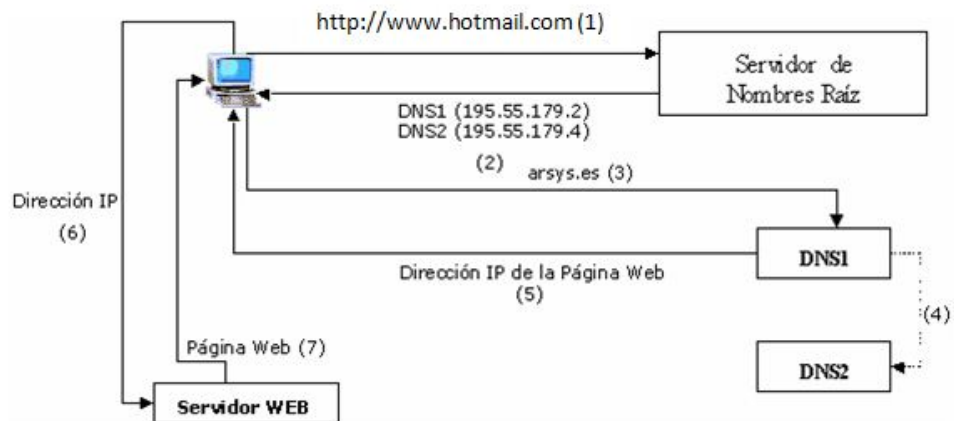 http://www.hotmail.com (1)
Servidor de
Nombres Raíz
DNS1 (195.55.179.2)
DNS2 (195.55.179.4)
(2)
arsys.es (3)
Dirección IP
(6)
DNS1
Dirección IP de la Página Web
(5)
(4)
Página Web (7)
DNS2
Servidor WEB